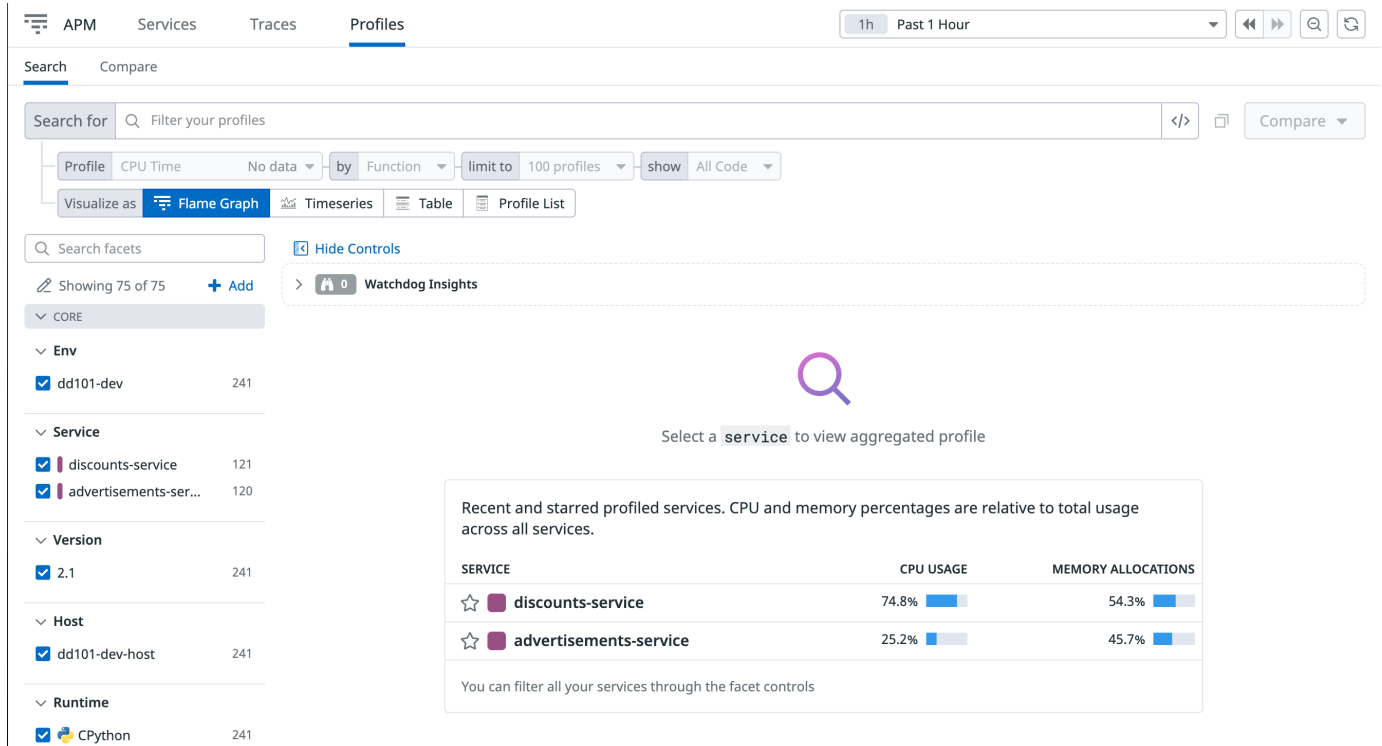 APM Services Traces Profiles 1h Past 1 Hour
Search Compare
Search for Filter your profiles </> Compare
Profile CPU Time No data by Function limit to 100 profiles show All Code
Visualize as Flame Graph Timeseries Table Profile List
Search facets
Hide Controls
Showing 75 of 75 + Add
0 Watchdog Insights
CORE
Env
dd101-dev 241
Service
discounts-service 121
advertisements-ser... 120
Version
2.1 241
Host
dd101-dev-host 241
Runtime
CPython 241
Select a service to view aggregated profile
Recent and starred profiled services. CPU and memory percentages are relative to total usage
across all services.
SERVICE CPU USAGE MEMORY ALLOCATIONS
discounts-service 74.8% 54.3%
advertisements-service 25.2% 45.7%
You can filter all your services through the facet controls